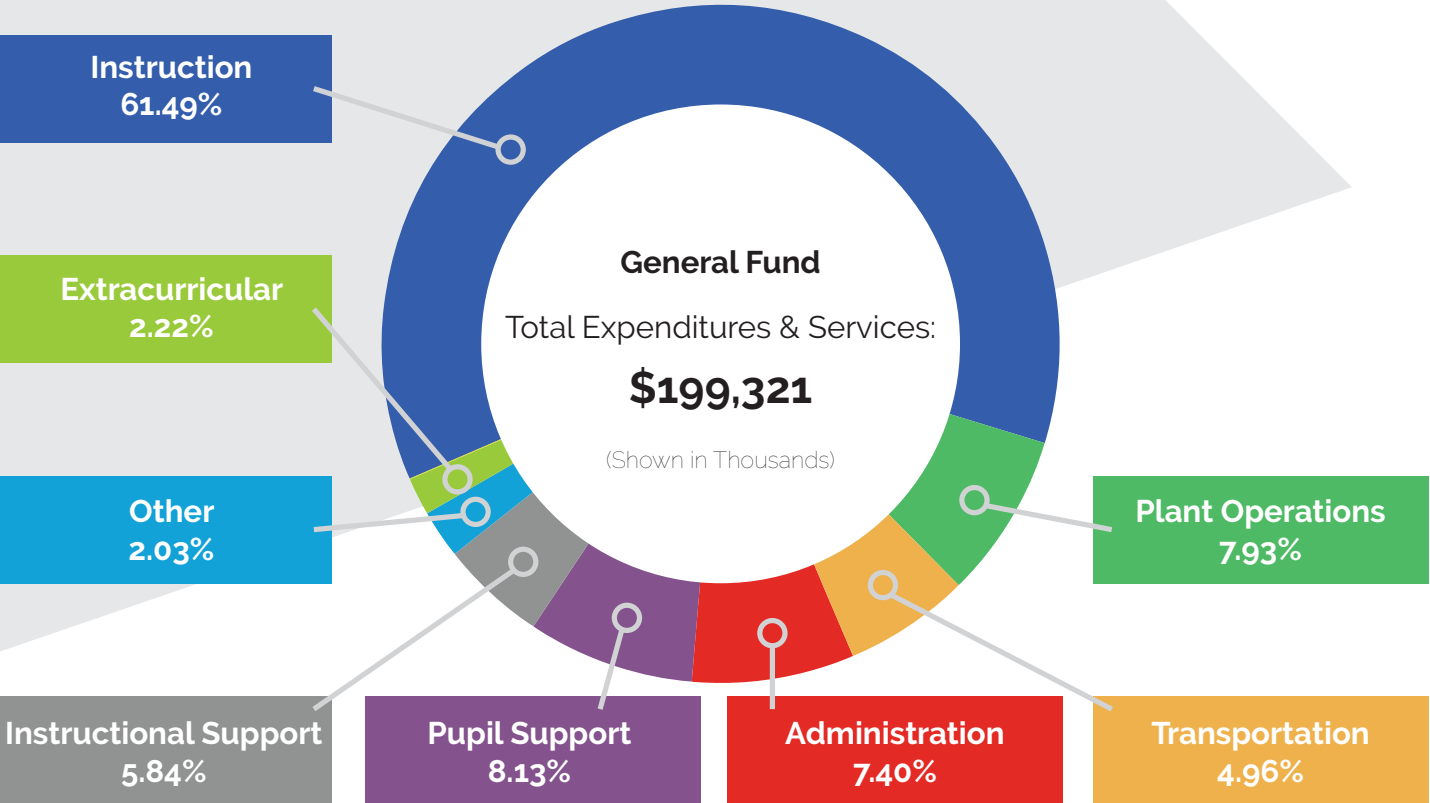 Instruction
61.49%
Extracurricular
2.22%
Other
2.03%
General Fund
Total Expenditures & Services:
$199,321
(Shown in Thousands)
Plant Operations
7.93%
Instructional Support
5.84%
Pupil Support
8.13%
Administration
7.40%
Transportation
4.96%